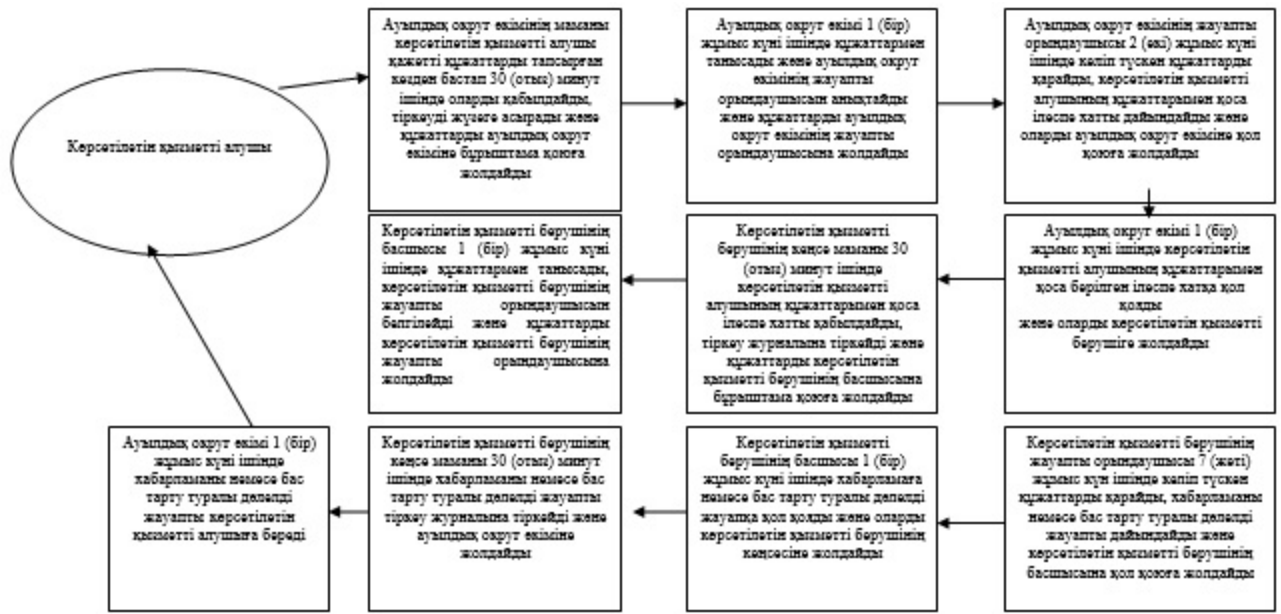 Көрсетілетін қызметті алушы
Ауылдық округ әкімінің маманы
көрсетілетін қызметті алушы
қажетті құжаттарды тапсырған
кезден бастап 30 (отыз) минут
ішінде оларды қабылдайды,
тіркеуді жүзеге асырады және
құжаттарды ауылдық округ
әкіміне бұрыштама қоюға
жолдайды
Ауылдық округ әкімі 1 (бір)
жұмыс күні ішінде құжаттармен
танысады және ауылдық округ
әкімінің жауапты
орындаушысын анықтайды
және құжаттарды ауылдық
округ әкімінің жауапты
орындаушысына жолдайды
Ауылдық округ әкімінің жауапты
орындаушысы 2 (екі) жұмыс күні
ішінде келіп түскен құжаттарды
қарайды, көрсетілетін қызметті
алушының құжаттарымен қоса
ілеспе хатты дайындайды және
оларды ауылдық округ әкіміне қол
қоюға жолдайды
Ауылдық округ әкімі 1 (бір)
жұмыс күні ішінде көрсетілетін
қызметті алушының құжаттарымен
қоса берілген ілеспе хатқа қол
қояды
және оларды көрсетілетін қызметті
берушіге жолдайды
Көрсетілетін қызметті
берушінің кеңсе маманы 30
(отыз) минут ішінде
көрсетілетін қызметті
алушының құжаттарымен қоса
ілеспе хатты қабылдайды,
тіркеу журналына тіркейді және
құжаттарды көрсетілетін
қызметті берушінің басшысына
бұрыштама қоюға жолдайды
Көрсетілетін қызметті берушінің
басшысы 1 (бір) жұмыс күні
ішінде құжаттармен танысады,
көрсетілетін қызметті берушінің
жауапты орындаушысын
белгілейді және құжаттарды
көрсетілетін қызметті берушінің
жауапты орындаушысына
жолдайды
Көрсетілетін қызметті берушінің
жауапты орындаушысы 7 (жеті)
жұмыс күн ішінде келіп түскен
құжаттарды қарайды, хабарламаны
немесе бас тарту туралы дәлелді
жауапты дайындайды және
көрсетілетін қызметті берушінің
басшысына қол қоюға жолдайды
Көрсетілетін қызметті
берушінің басшысы 1 (бір)
жұмыс күні ішінде хабарламаға
немесе бас тарту туралы дәлелді
жауапқа қол қояды және оларды
көрсетілетін қызметті берушінің
кеңсесіне жолдайды
Көрсетілетін қызметті берушінің
кеңсе маманы 30 (отыз) минут
ішінде хабарламаны немесе бас
тарту туралы дәлелді жауапты
тіркеу журналына тіркейді және
ауылдық округ әкіміне
жолдайды
Ауылдық округ әкімі 1 (бір)
жұмыс күні ішінде
хабарламаны немесе бас
тарту туралы дәлелді
жауапты көрсетілетін
қызметті алушыға береді